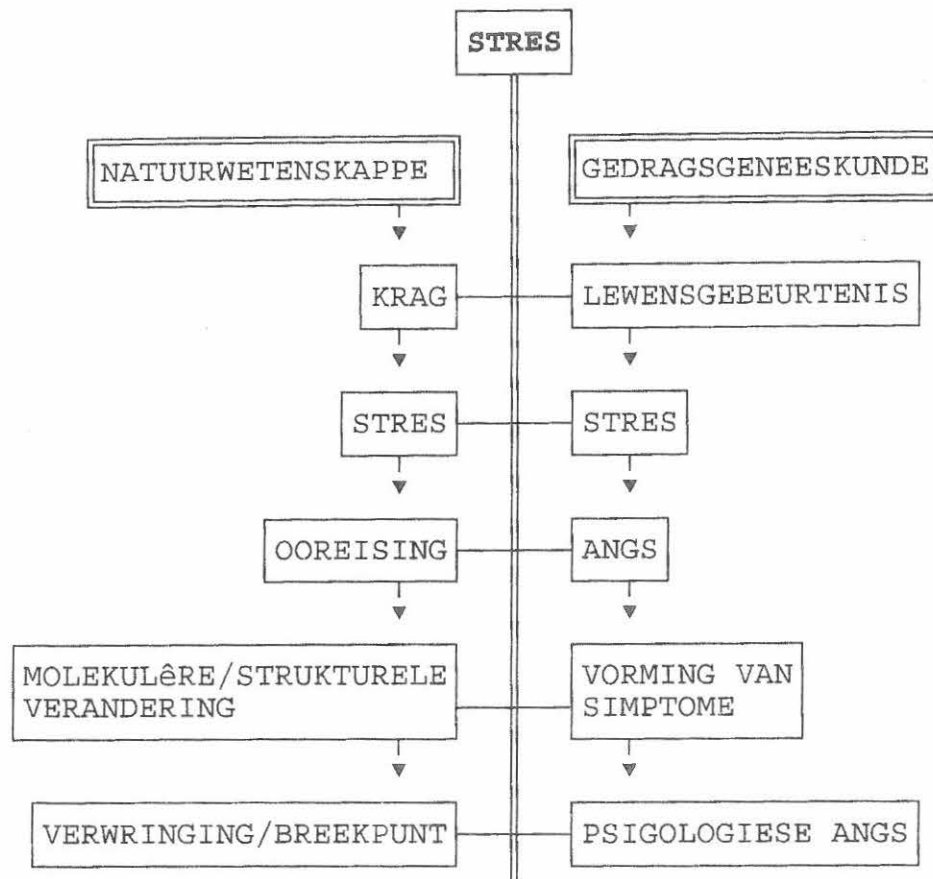 STRES
NATUURWETENSKAPPE
GEDRAGSGENEESKUNDE
KRAG
LEWENSGEBEURTENIS
STRES
STRES
OOREISING
ANGS
MOLEKULêRE/STRUKTURELE
VERANDERING
VORMING VAN
SIMPTOME
VERWRINGING/BREEKPUNT
PSIGOLOGIESE ANGS